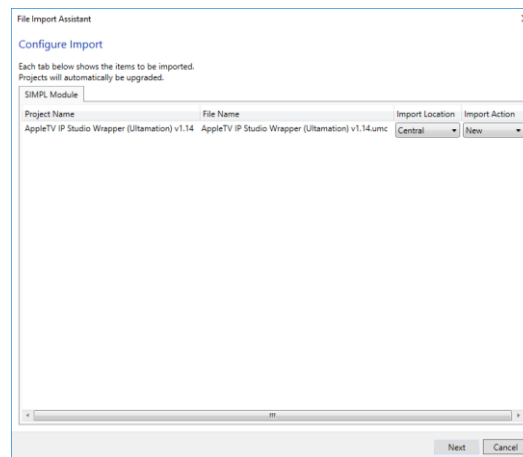 File Import Assistant
Configure Import
Each tab below shows the items to be imported.
Projects will automatically be upgraded.
SIMPL Module
Project Name File Name Import Location Import Action
AppleTV IP Studio Wrapper (Ultamation) v1.14 AppleTV IP Studio Wrapper (Ultamation) v1.14.umc Central New
Next Cancel